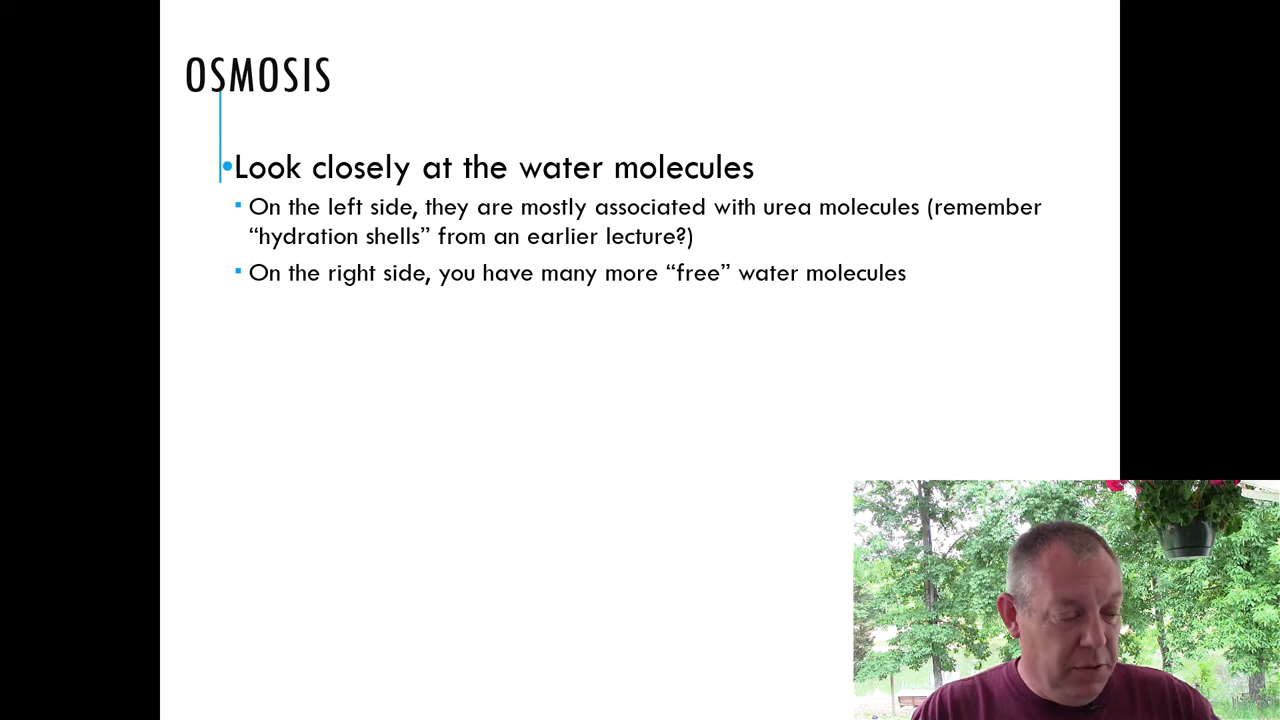 OSMOSIS
•Look closely at the water molecules
▪ On the left side, they are mostly associated with urea molecules (remember
“hydration shells” from an earlier lecture?)
▪ On the right side, you have many more “free” water molecules